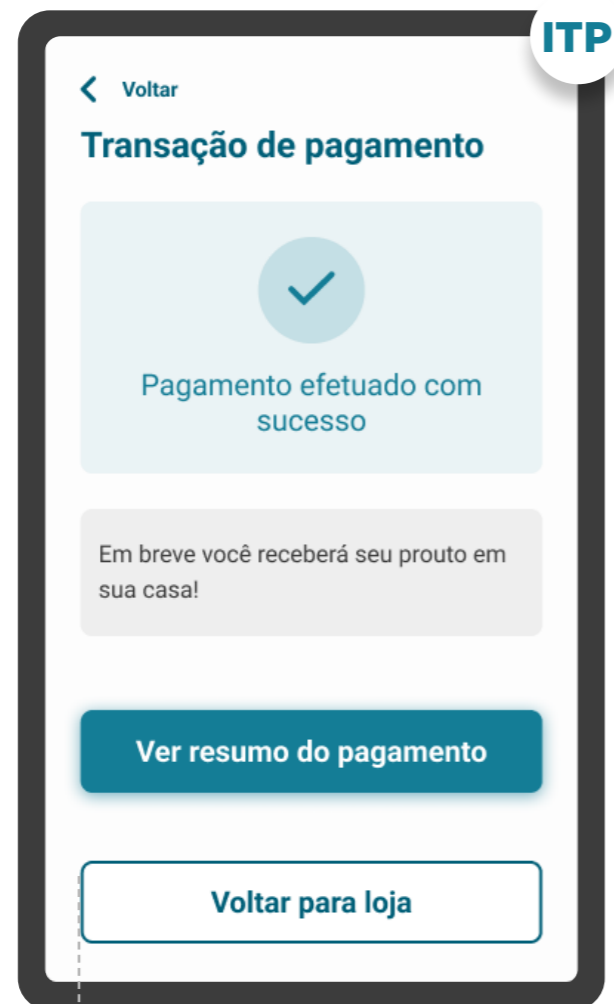 ITP
Voltar
Transação de pagamento
Pagamento efetuado com
sucesso
Em breve você receberá seu prouto em
sua casa!
Ver resumo do pagamento
Voltar para loja